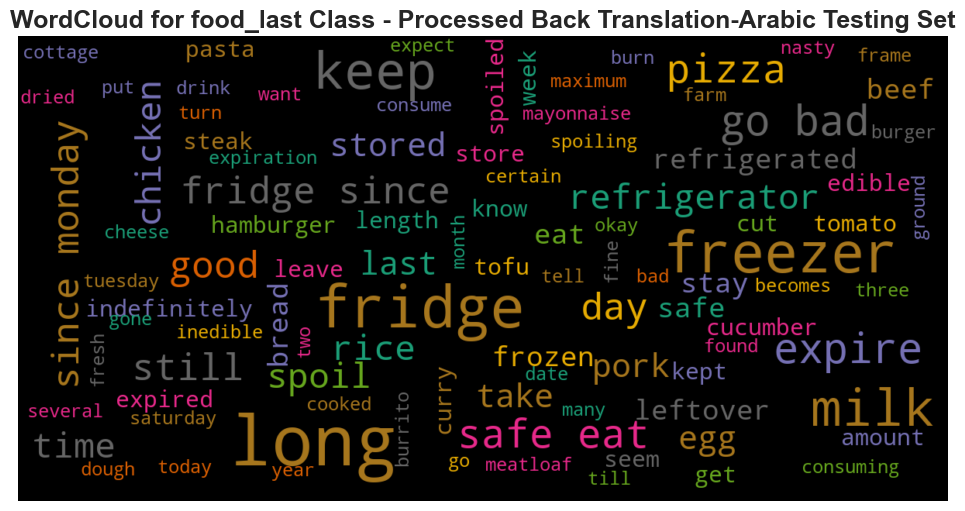 WordCloud for food_last Class - Processed Back Translation-Arabic Testing Set
cottage
pasta
expect
nasty
frame
keep
spoiled
week
burn
pizza
dried
put
drink
want
consume
maximum
farm
beef
turn
chicken
mayonnaise
go bad
burger
steak
stored
spoiling
expiration
store
refrigerated
since monday
fridge since
certain
refrigerator
edible
ground
hamburger
length
know
okay
cut
tomato
cheese
month
eat
freezer
good
leave
last
tofu
tell
fine
bad
stay
becomes
three
tuesday
indefinitely
gone
bread
fridge
day
safe
inedible
two
rice
cucumber
found
expire
fresh
still
spoil
frozen
pork
kept
date
curry
several
expired
saturday
cooked
burrito
take
many
leftover
milk
time
long
safe eat
egg
amount
dough
today
year
go
meatloaf
seem
till
get
consuming